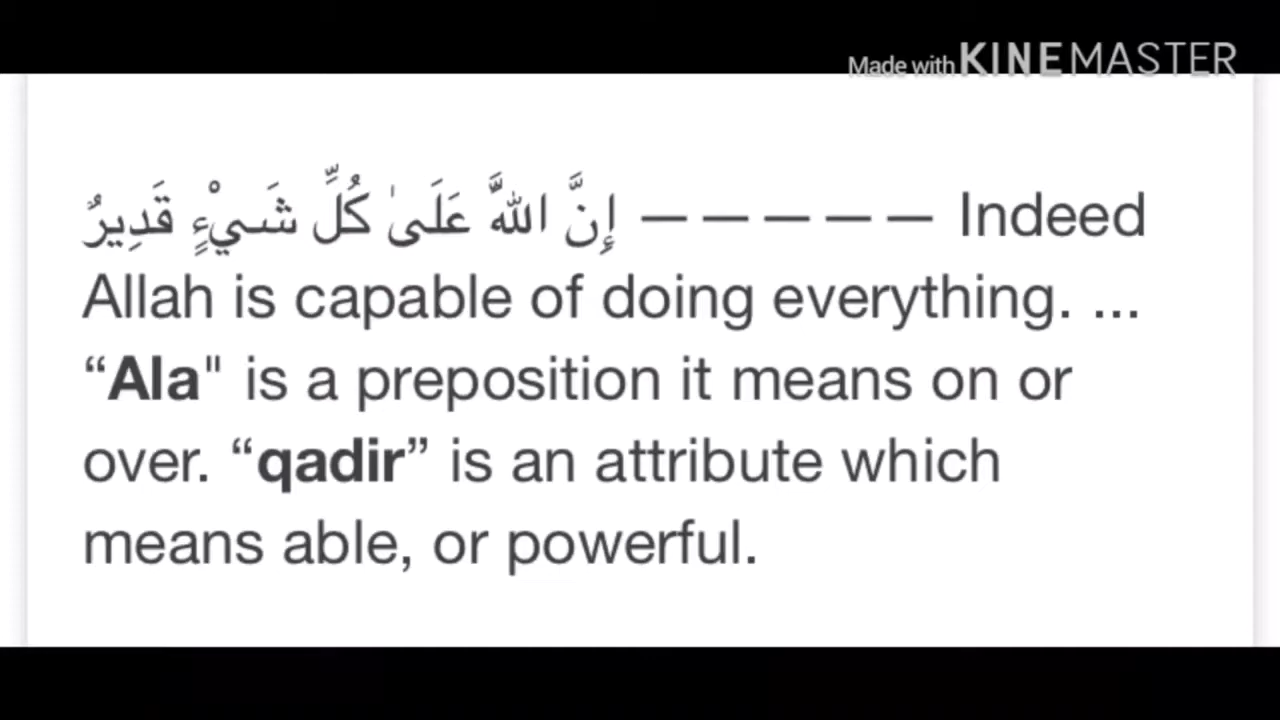 Made with KINEMASTER
إِنَّ اللَّهَ عَلَىٰ كُلِّ شَيْءٍ قَدِيرٌ — — — — — Indeed
Allah is capable of doing everything. ...
“Ala" is a preposition it means on or
over. “qadir” is an attribute which
means able, or powerful.